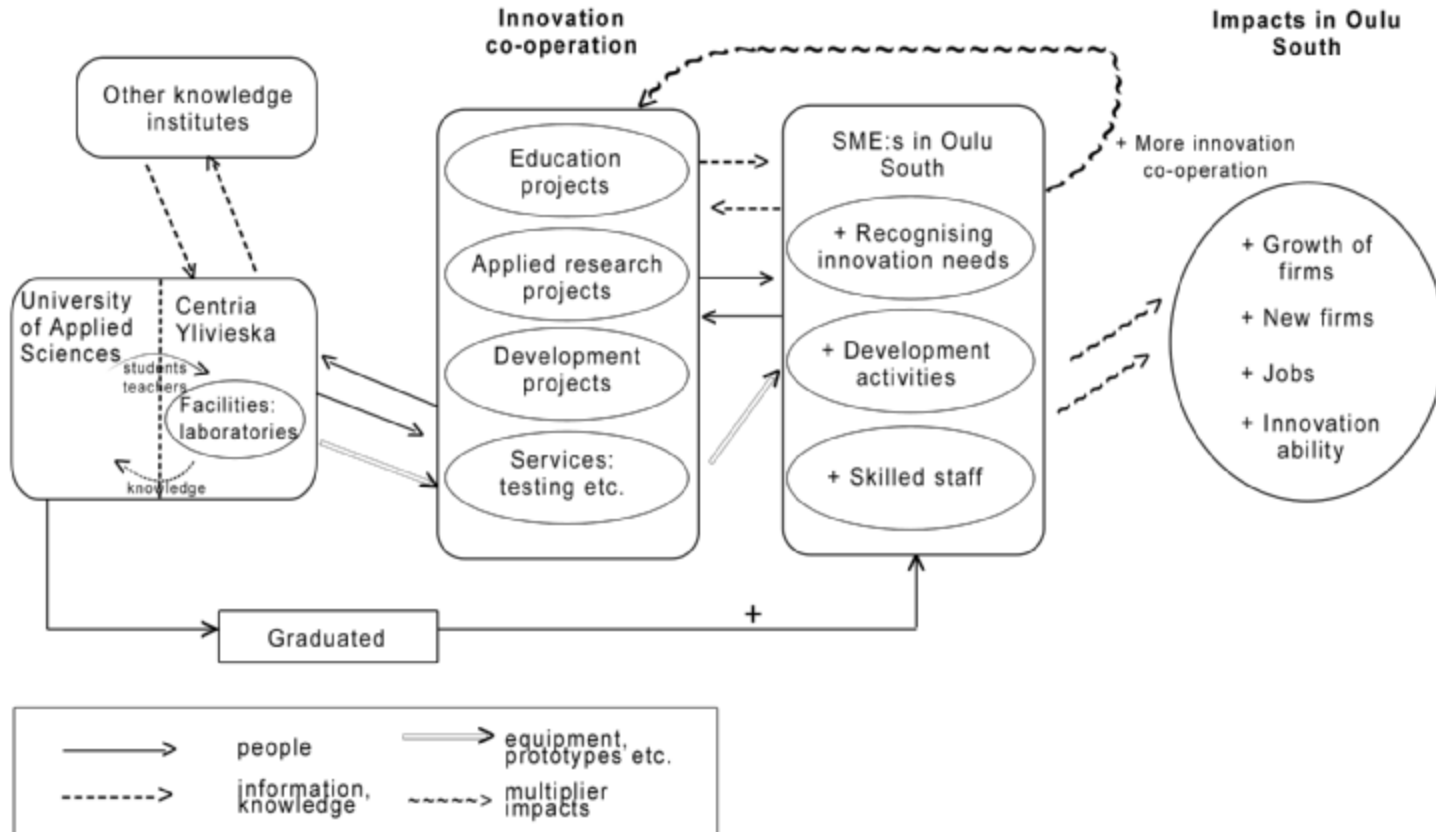 Innovation
co-operation
Impacts in Oulu
South
Other knowledge
institutes
Education
projects
Applied research
projects
Development
projects
Services:
testing etc.
SME:s in Oulu
South
+ Recognising
innovation needs
+ Development
activities
+ Skilled staff
+ More innovation
co-operation
+ Growth of
firms
+ New firms
+ Jobs
+ Innovation
ability
University
of Applied
Sciences
Centria
Ylivieska
students
teachers
Facilities:
laboratories
knowledge
Graduated
+
people
equipment,
prototypes etc.
information,
knowledge
multiplier
impacts